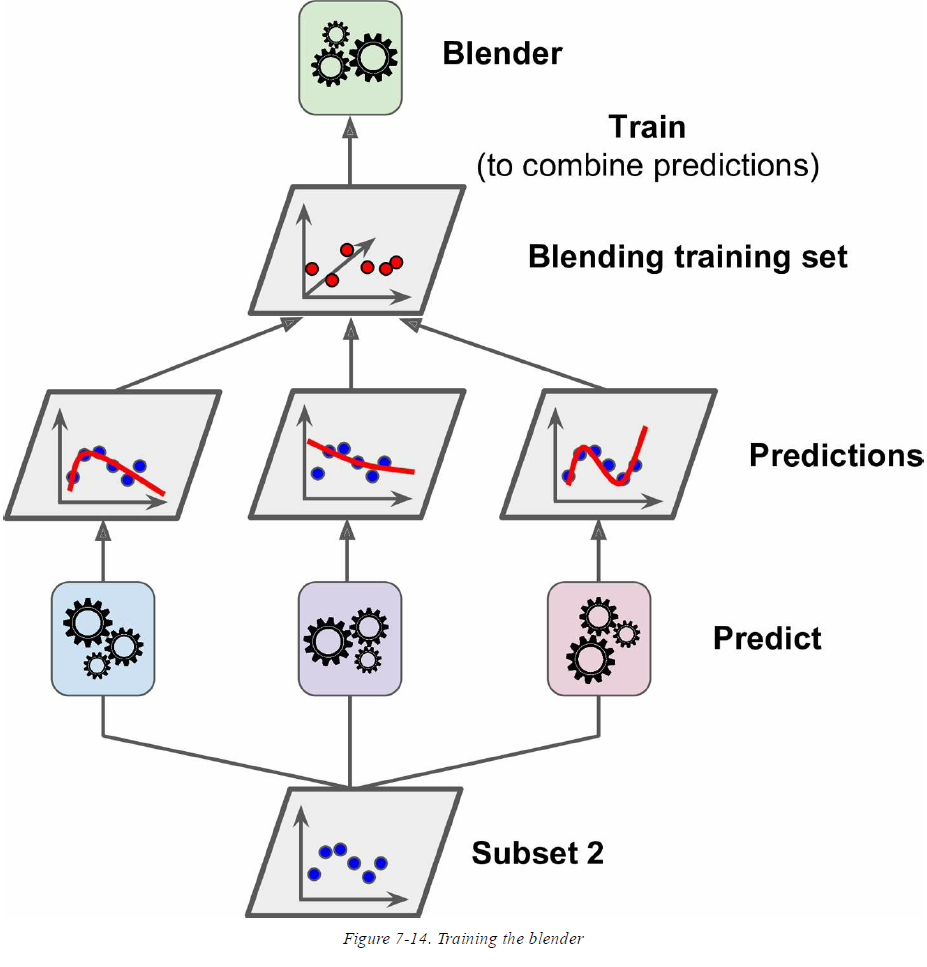 Blender
Train
(to combine predictions)
Blending training set
Predictions
Predict
Subset 2
Figure 7-14. Training the blender